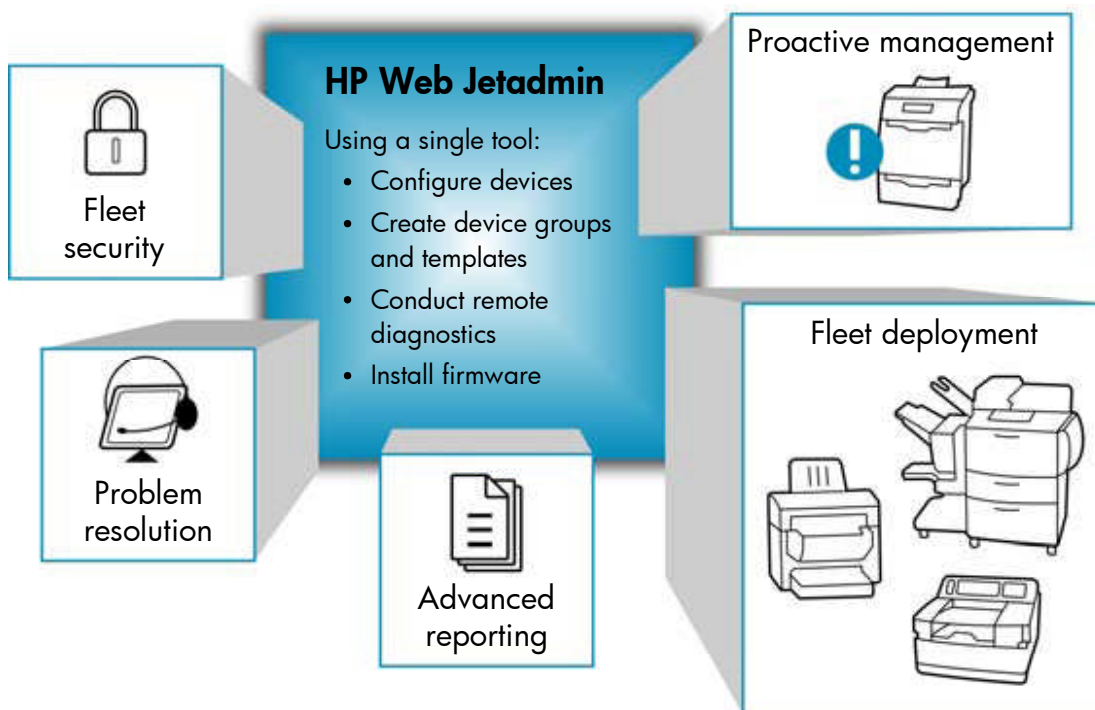 HP Web Jetadmin
Using a single tool:
• Configure devices
• Create device groups
and templates
• Conduct remote
diagnostics
• Install firmware
Fleet
security
Problem
resolution
Advanced
reporting
Proactive management
Fleet deployment